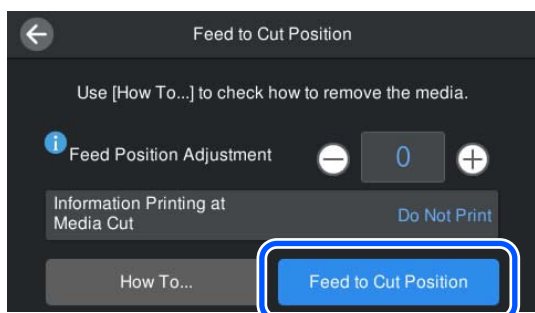 Feed to Cut Position
Use [How To...] to check how to remove the media.
Feed Position Adjustment
0
Information Printing at
Media Cut
Do Not Print
How To...
Feed to Cut Position